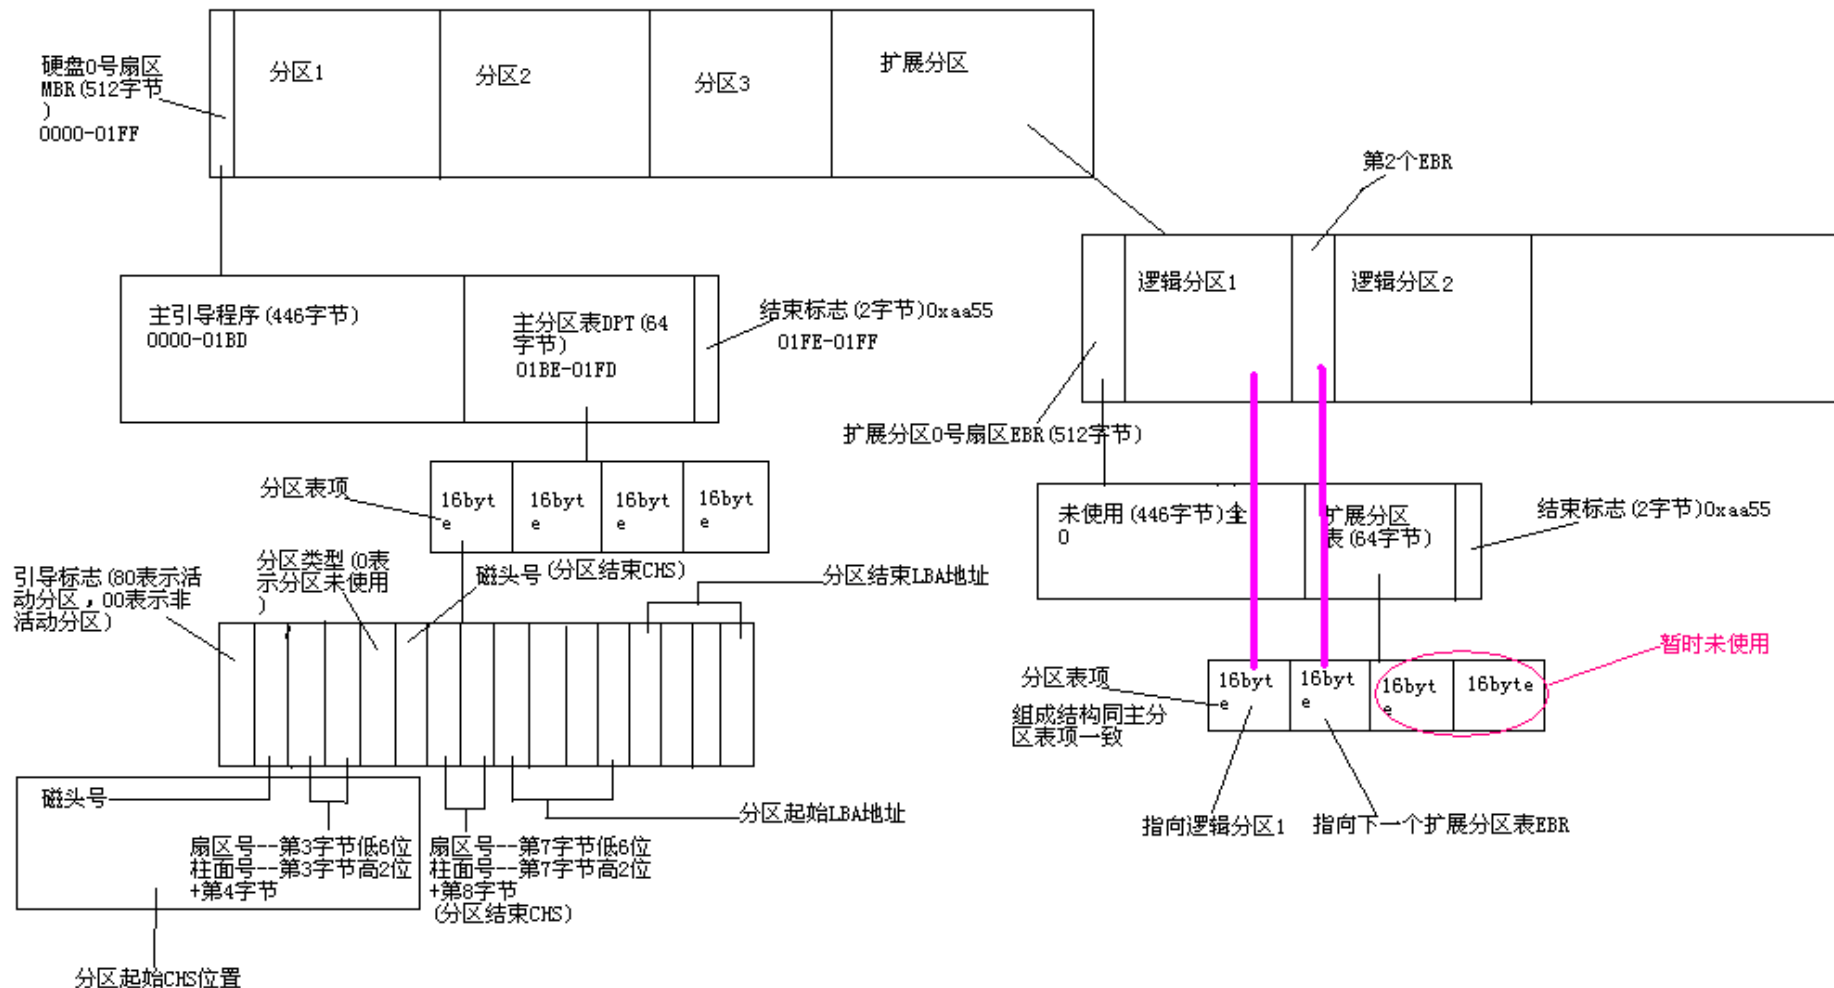 硬盘0号扇区
MBR(512字节
)
0000-01FF
分区1
分区2
分区3
扩展分区
第2个EBR
主引导程序(446字节)
0000-01BD
主分区表DPT(64
字节)
01BE-01FD
结束标志(2字节)0xaa55
01FE-01FF
逻辑分区1
逻辑分区2
扩展分区0号扇区EBR(512字节)
分区表项
16byt
e
16byt
e
16byt
e
16byt
e
未使用(446字节)全
0
扩展分区
表(64字节)
结束标志(2字节)0xaa55
引导标志(80表示活
动分区，00表示非
活动分区)
分区类型(0表
示分区未使用
)
磁头号(分区结束CHS)
分区结束LBA地址
暂时未使用
分区表项
组成结构同主分
区表项一致
16byt
e
16byt
e
16byt
e
16byte
磁头号
扇区号--第3字节低6位
柱面号--第3字节高2位
+第4字节
扇区号--第7字节低6位
柱面号--第7字节高2位
+第8字节
(分区结束CHS)
分区起始LBA地址
指向逻辑分区1
指向下一个扩展分区表EBR
分区起始CHS位置